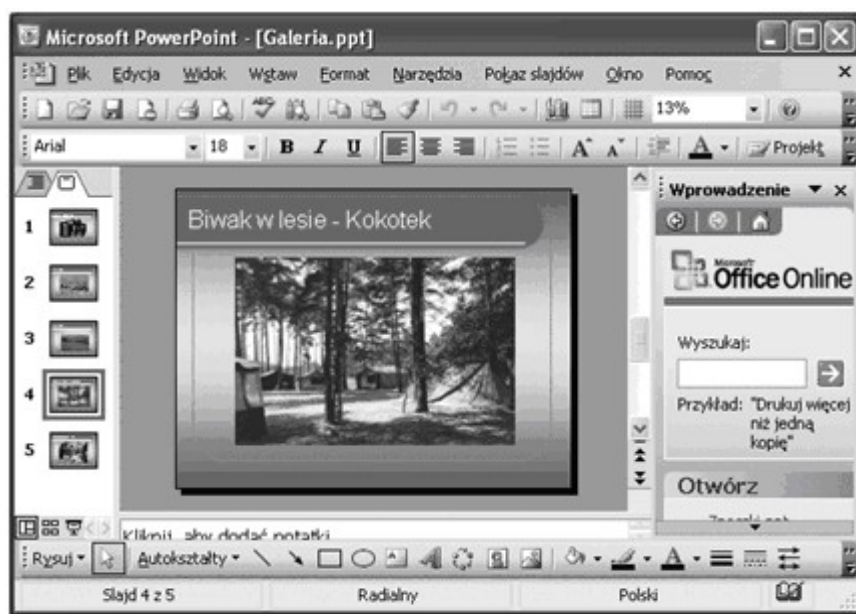 Microsoft PowerPoint - [Galeria.ppt]
Plik Edycja Widok Wstaw Format Narzędzia Pokaz slajdów Okno Pomoc
13%
Arial 18 B I U A A A Projekt
Wprowadzenie
1
2
3
4
5
Biwak w lesie - Kokotek
Microsoft
Office Online
Wyszukaj:
Przykład: "Drukuj więcej
niż jedną
kopię"
Otwórz
Kliknij, aby dodać notatki
Rysuj Autokształty A
Slajd 4 z 5 Radialny Polski